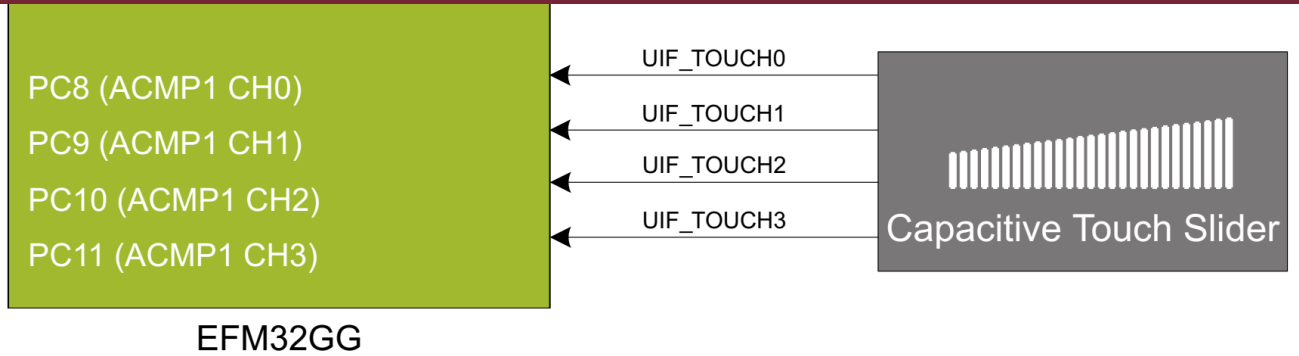 PC8 (ACMP1 CH0)
PC9 (ACMP1 CH1)
PC10 (ACMP1 CH2)
PC11 (ACMP1 CH3)
UIF_TOUCH0
UIF_TOUCH1
UIF_TOUCH2
UIF_TOUCH3
Capacitive Touch Slider
EFM32GG